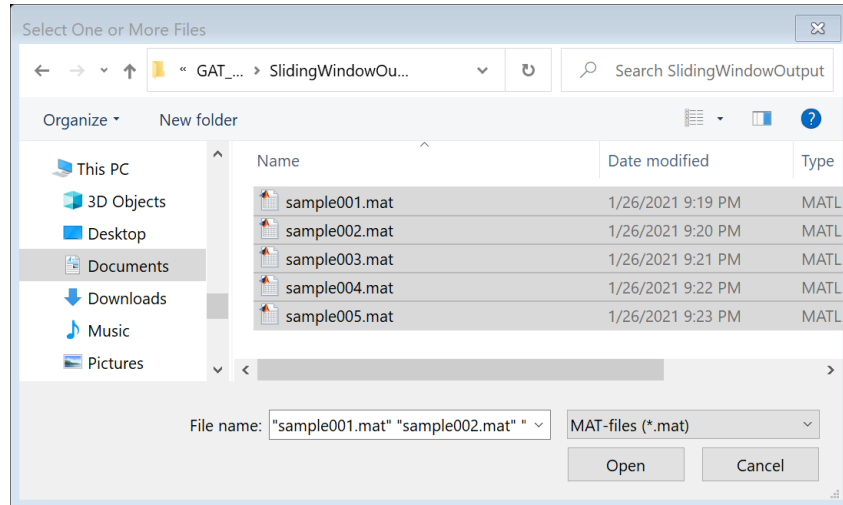 Select One or More Files
« GAT_... > SlidingWindowOu...
Search SlidingWindowOutput
Organize
New folder
?
This PC
3D Objects
Desktop
Documents
Downloads
Music
Pictures
Name Date modified Type
sample001.mat 1/26/2021 9:19 PM MATL
sample002.mat 1/26/2021 9:20 PM MATL
sample003.mat 1/26/2021 9:21 PM MATL
sample004.mat 1/26/2021 9:22 PM MATL
sample005.mat 1/26/2021 9:23 PM MATL
File name: "sample001.mat" "sample002.mat" " MAT-files (*.mat)
Open Cancel